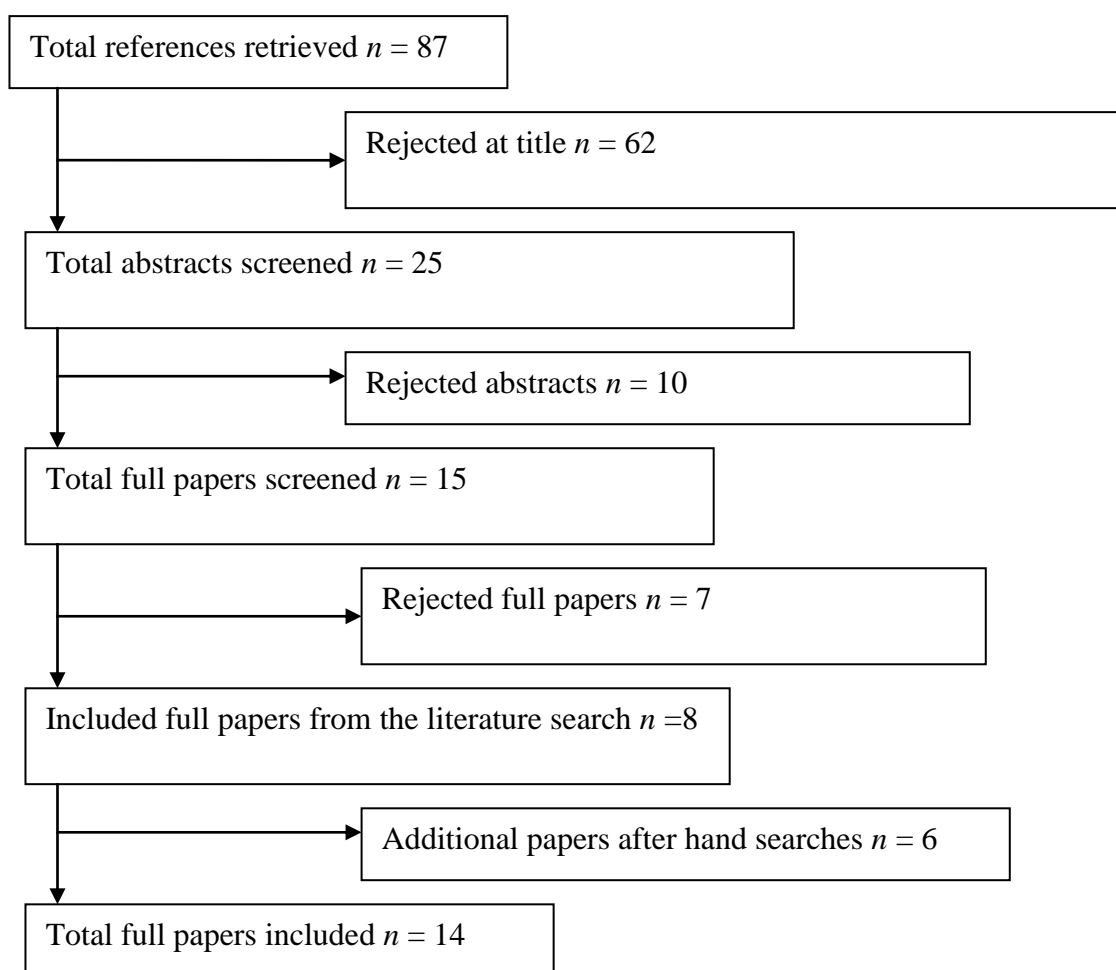 Total references retrieved n = 87
Rejected at title n = 62
Total abstracts screened n = 25
Rejected abstracts n = 10
Total full papers screened n = 15
Rejected full papers n = 7
Included full papers from the literature search n =8
Additional papers after hand searches n = 6
Total full papers included n = 14